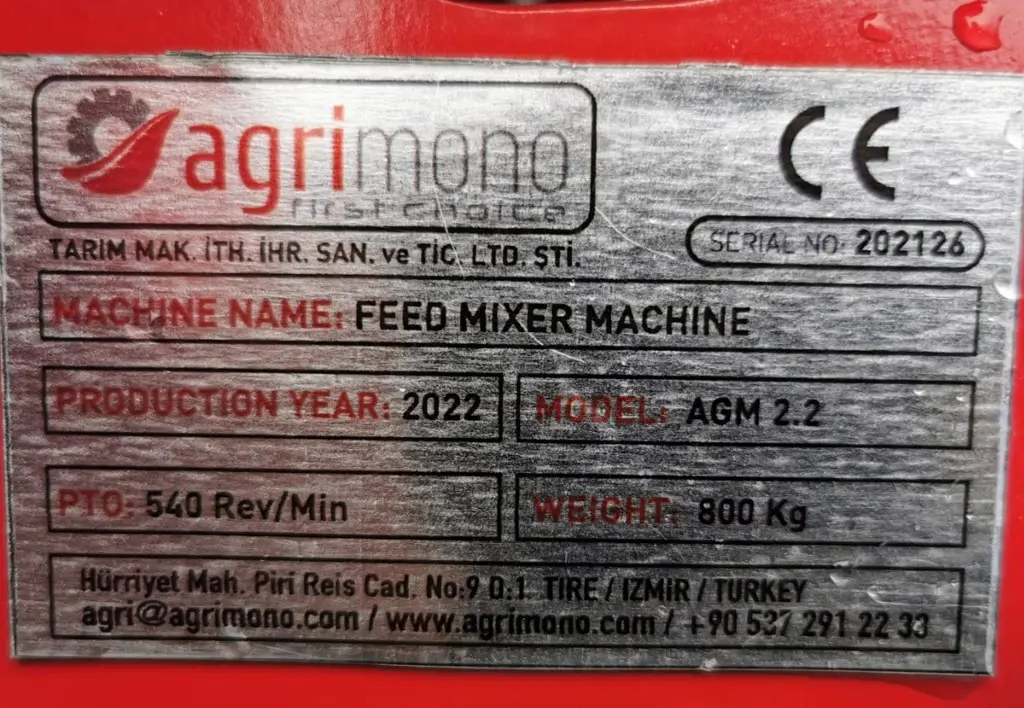 agrimono
first choice
CE
TARIM MAK. İTH. İHR. SAN. ve TİC. LTD. ŞTİ.
SERIAL NO: 202126
MACHINE NAME: FEED MIXER MACHINE
PRODUCTION YEAR: 2022
MODEL: AGM 2.2
PTO: 540 Rev/Min
WEIGHT: 800 Kg
Hürriyet Mah. Piri Reis Cad. No:9 D:1. TIRE / IZMIR / TURKEY
agri@agrimono.com / www.agrimono.com / +90 537 291 22 33